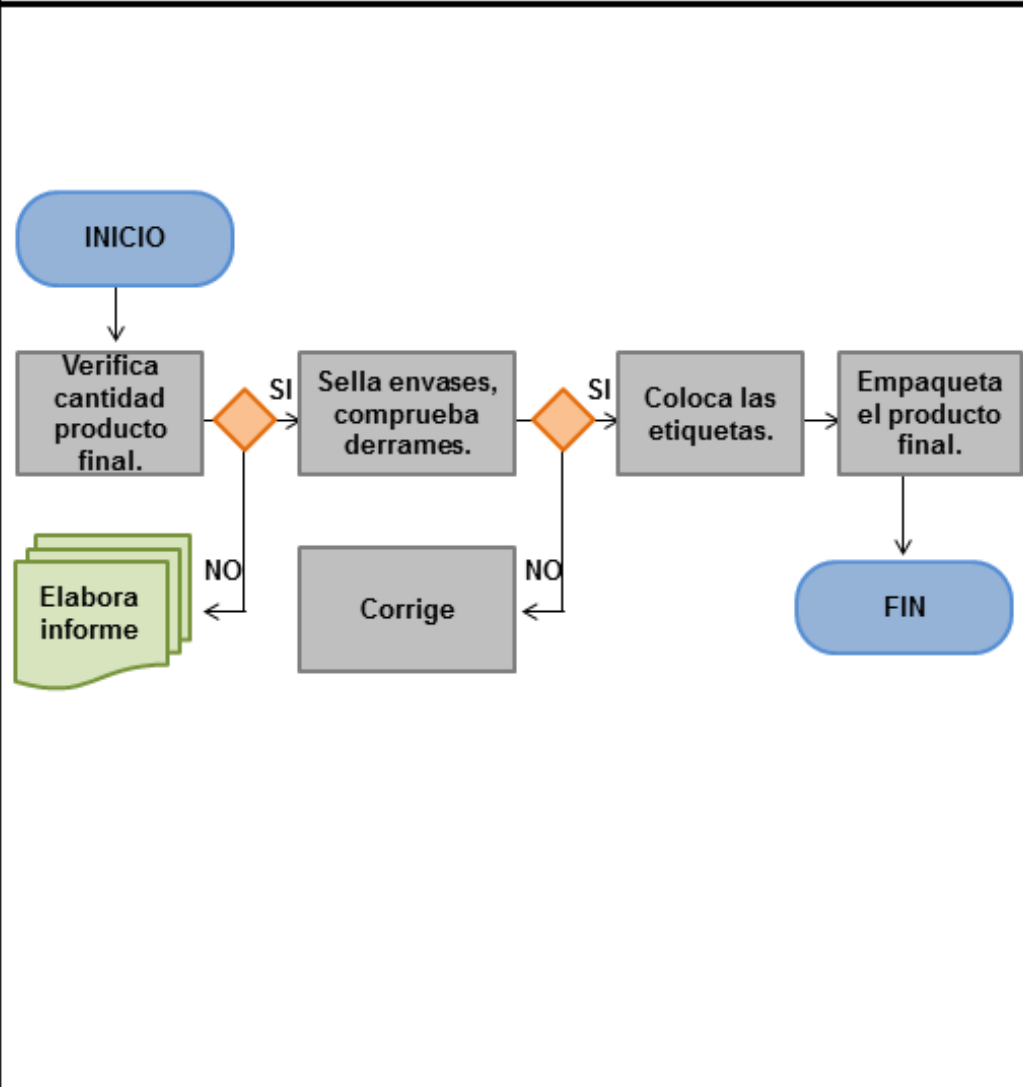 INICIO
Verifica
cantidad
producto
final.
SI
Sella envases,
comprueba
derrames.
SI
Coloca las
etiquetas.
Empaqueta
el producto
final.
NO
Elabora
informe
NO
Corrige
FIN